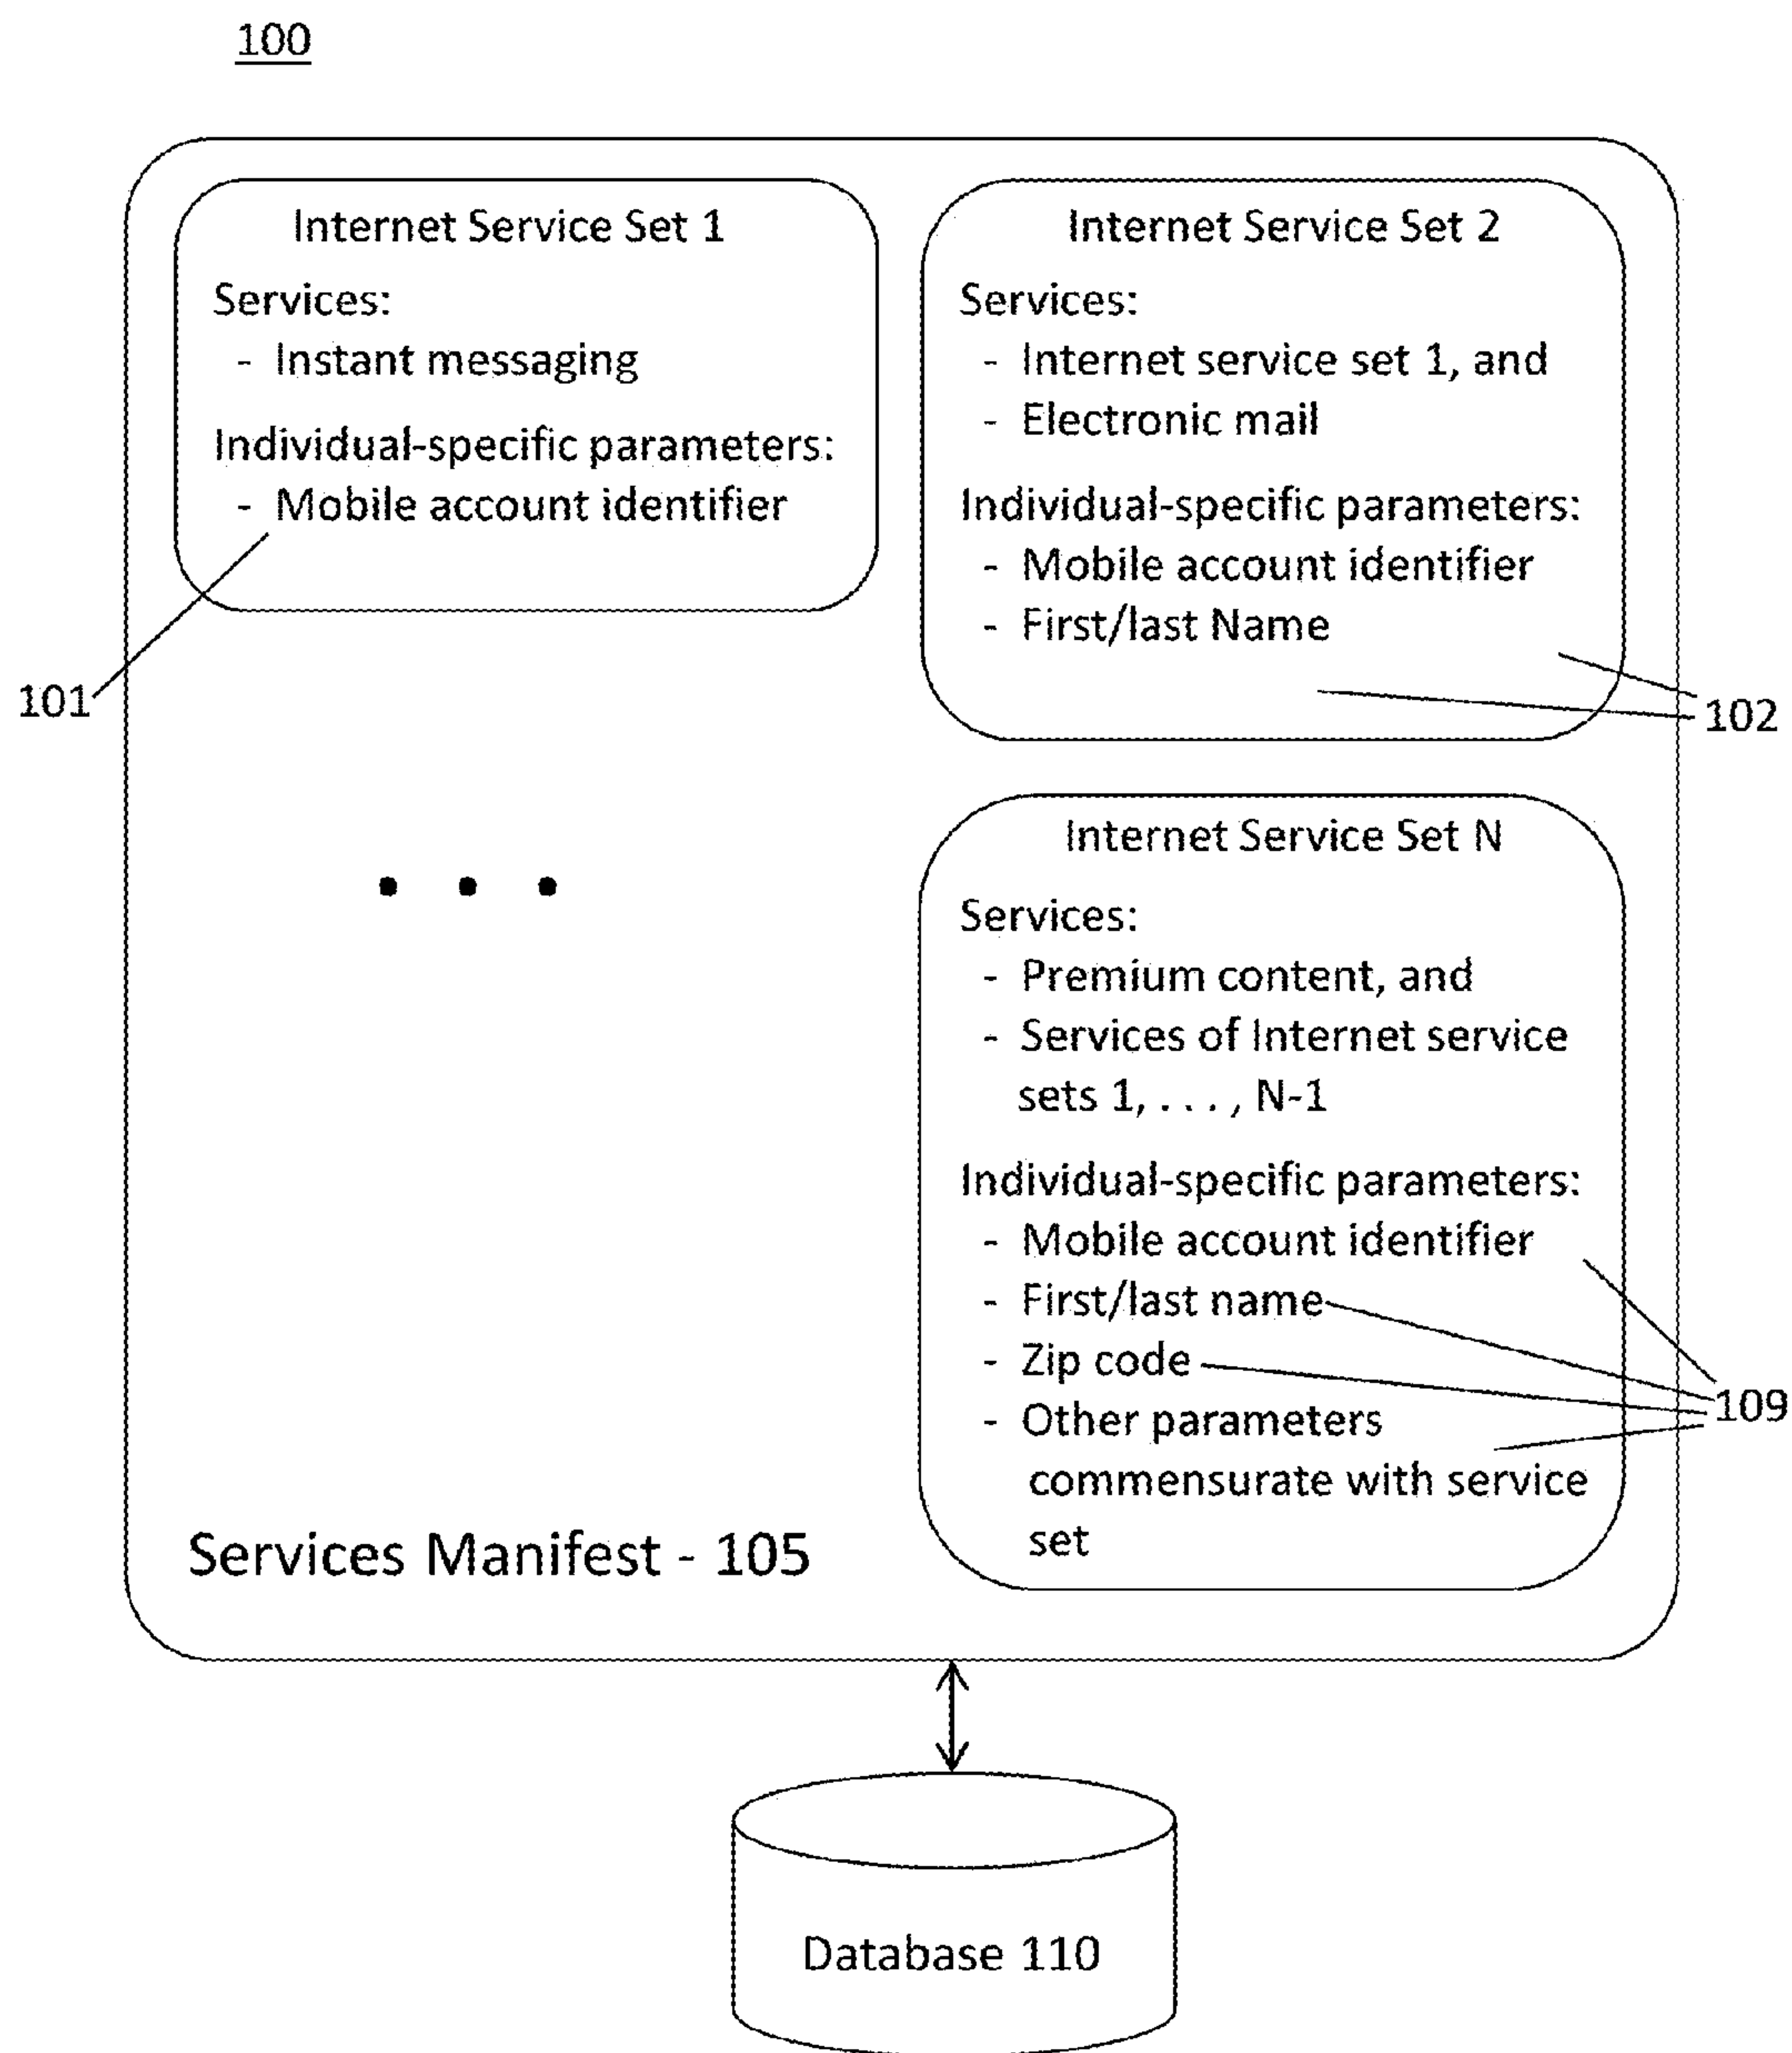 100
Internet Service Set 1
Services:
- Instant messaging
Individual-specific parameters:
- Mobile account identifier
101
Internet Service Set 2
Services:
- Internet service set 1, and
- Electronic mail
Individual-specific parameters:
- Mobile account identifier
- First/last Name
102
. . .
Internet Service Set N
Services:
- Premium content, and
- Services of Internet service
sets 1, . . . , N-1
Individual-specific parameters:
- Mobile account identifier
- First/last name
- Zip code
- Other parameters
commensurate with service
set
109
Services Manifest - 105
Database 110